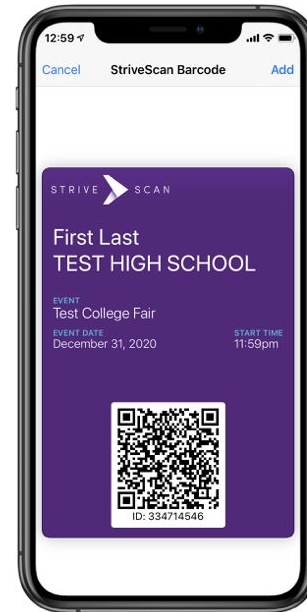 12:59
Cancel StriveScan Barcode Add
STRIVE SCAN
First Last
TEST HIGH SCHOOL
EVENT
Test College Fair
EVENT DATE START TIME
December 31, 2020 11:59pm
ID: 334714546